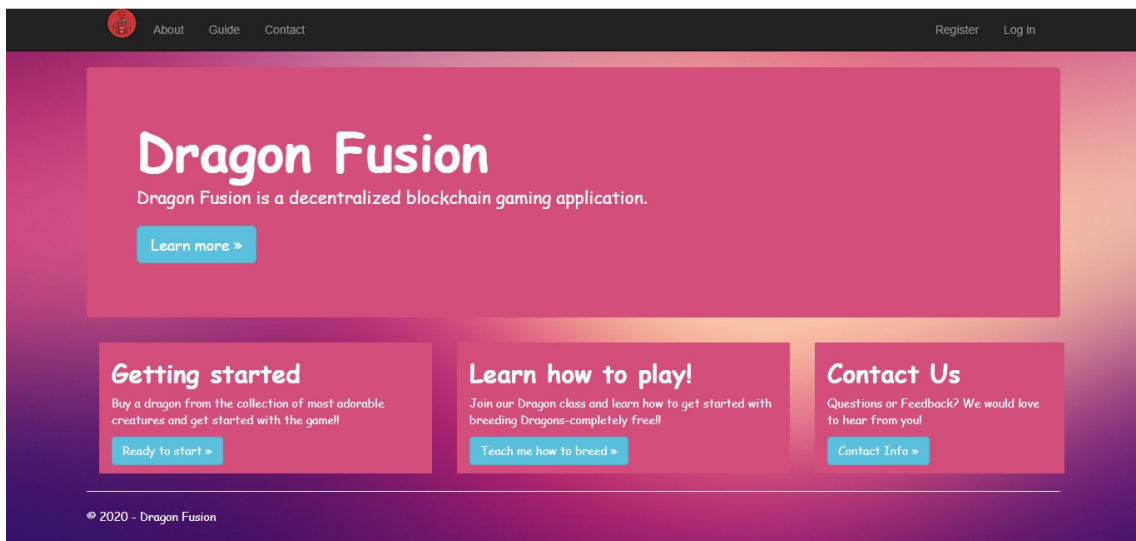 About Guide Contact Register Log in
Dragon Fusion
Dragon Fusion is a decentralized blockchain gaming application.
Learn more »
Getting started
Buy a dragon from the collection of most adorable
creatures and get started with the game!!
Ready to start »
Learn how to play!
Join our Dragon class and learn how to get started with
breeding Dragons-completely free!!
Teach me how to breed »
Contact Us
Questions or Feedback? We would love
to hear from you!
Contact Info »
© 2020 - Dragon Fusion